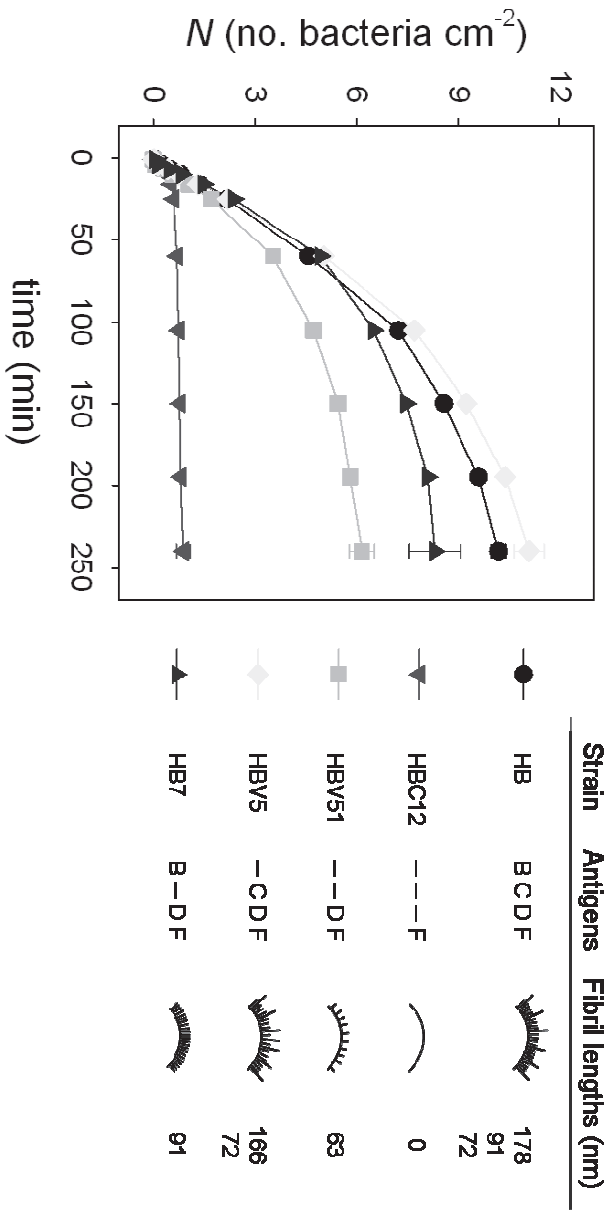 N (no. bacteria cm-2)
12
9
6
3
0
0 50 100 150 200 250
time (min)
Strain Antigens Fibril lengths (nm)
HB B C D F 178
91
72
HBC12 – – – F 0
HBV51 – – D F 63
HBV5 – C D F 166
72
HB7 B – D F 91